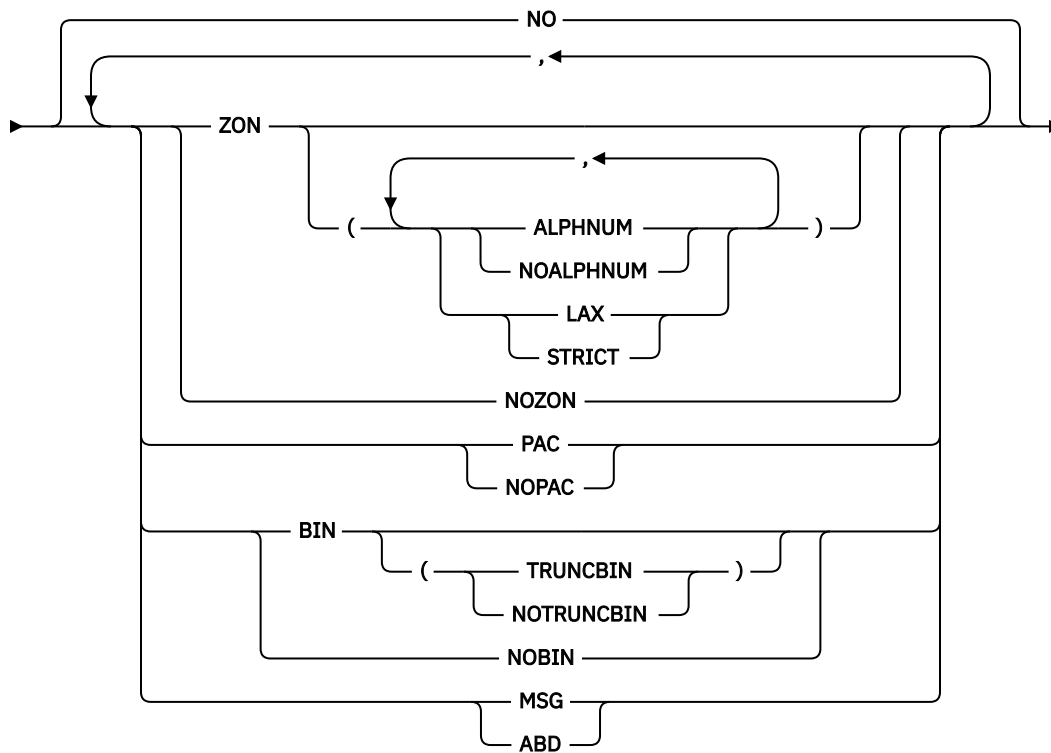 NO
,
ZON
,
( ALPHNUM )
NOALPHNUM
LAX
STRICT
NOZON
PAC
NOPAC
BIN
( TRUNCBIN )
NOTRUNCBIN
NOBIN
MSG
ABD